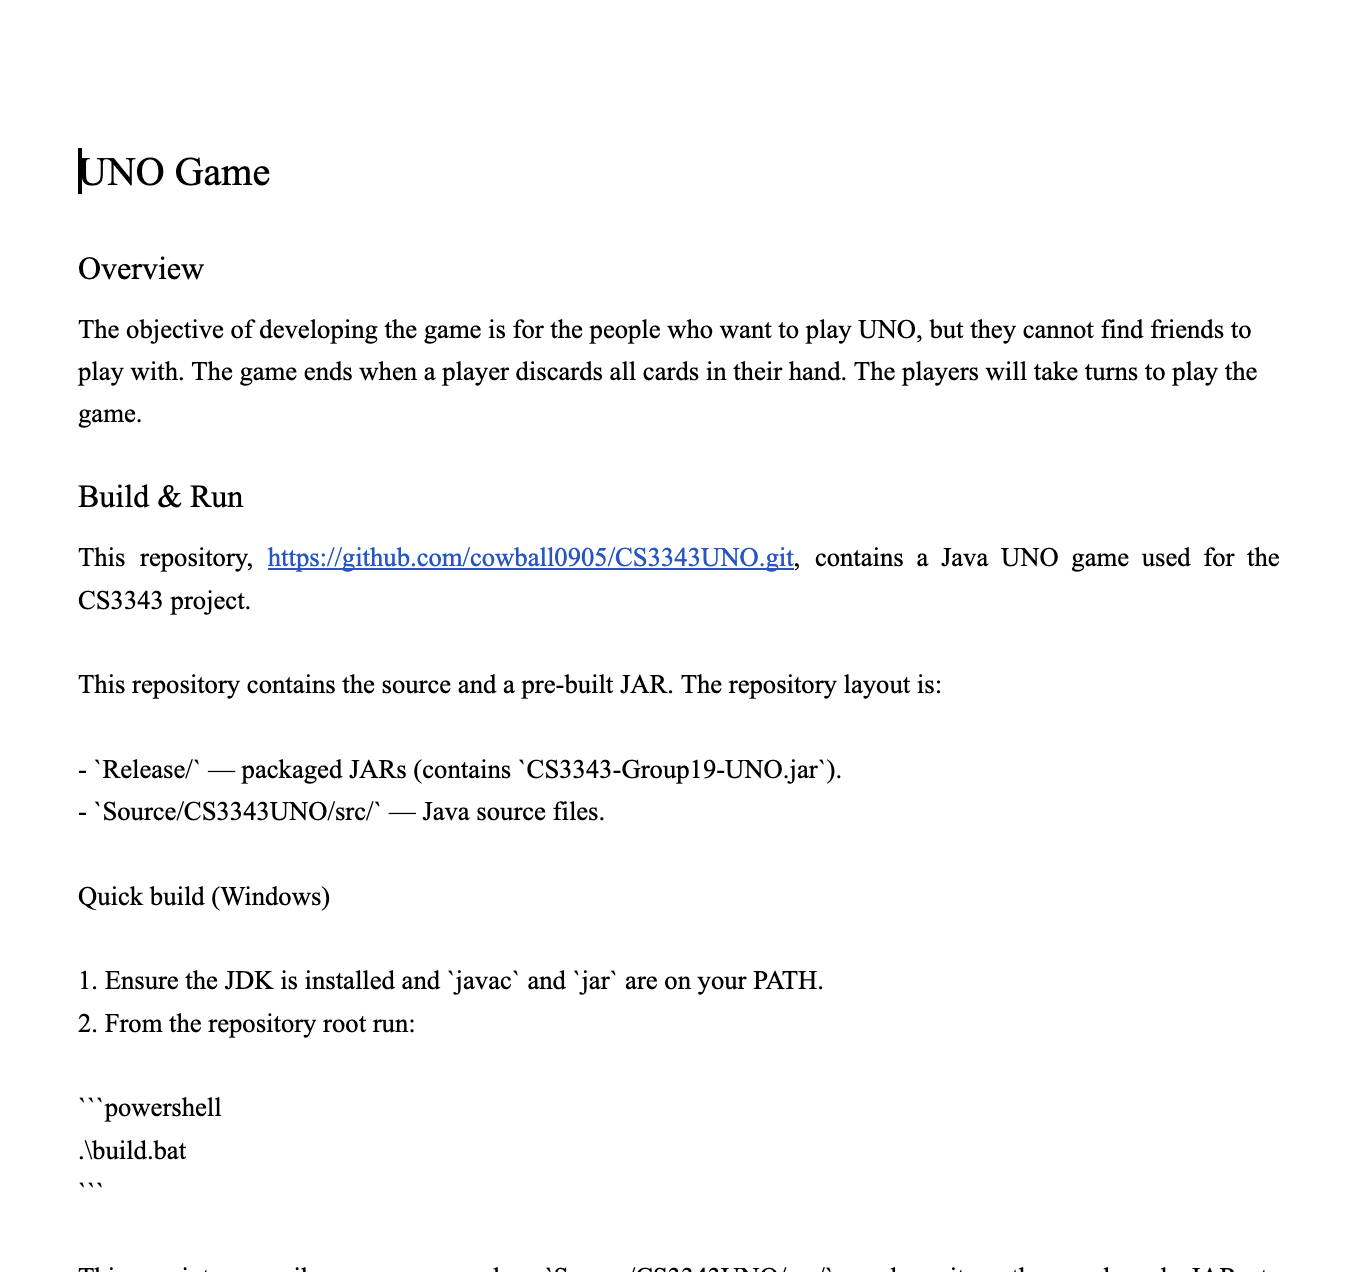 UNO Game
Overview
The objective of developing the game is for the people who want to play UNO, but they cannot find friends to
play with. The game ends when a player discards all cards in their hand. The players will take turns to play the
game.
Build & Run
This repository, https://github.com/cowball0905/CS3343UNO.git, contains a Java UNO game used for the
CS3343 project.
This repository contains the source and a pre-built JAR. The repository layout is:
- `Release/` — packaged JARs (contains `CS3343-Group19-UNO.jar`).
- `Source/CS3343UNO/src/` — Java source files.
Quick build (Windows)
1. Ensure the JDK is installed and `javac` and `jar` are on your PATH.
2. From the repository root run:
```powershell
.\build.bat
```